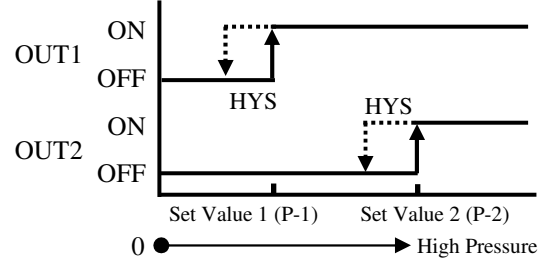 ON
OUT1
OFF
HYS
HYS
ON
OUT2
OFF
Set Value 1 (P-1) Set Value 2 (P-2)
0 High Pressure